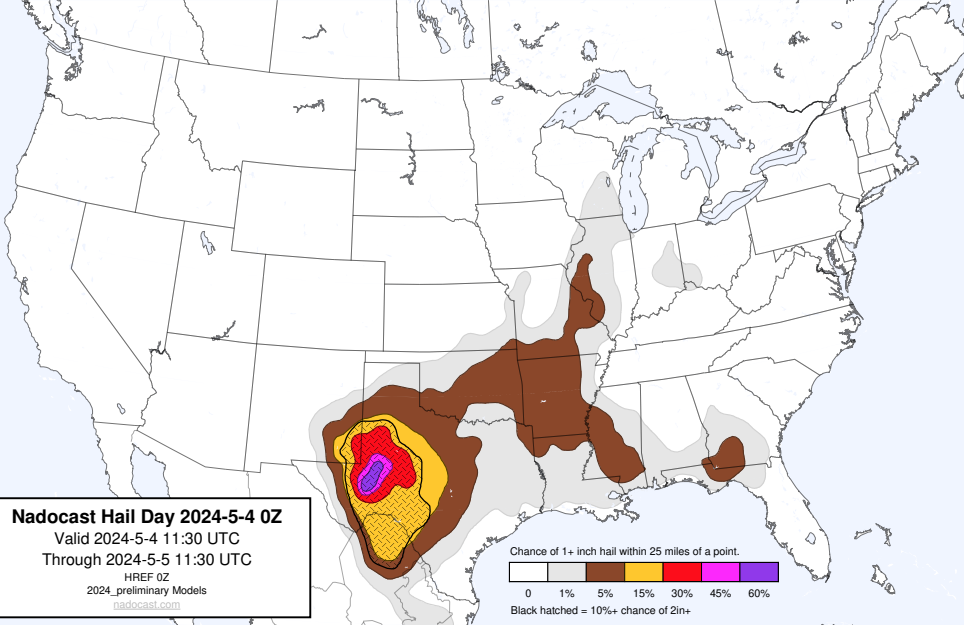 Nadocast Hail Day 2024-5-4 0Z
Valid 2024-5-4 11:30 UTC
Through 2024-5-5 11:30 UTC
HREF 0Z
2024_preliminary Models
nadocast.com
Chance of 1+ inch hail within 25 miles of a point.
0 1% 5% 15% 30% 45% 60%
Black hatched = 10%+ chance of 2in+